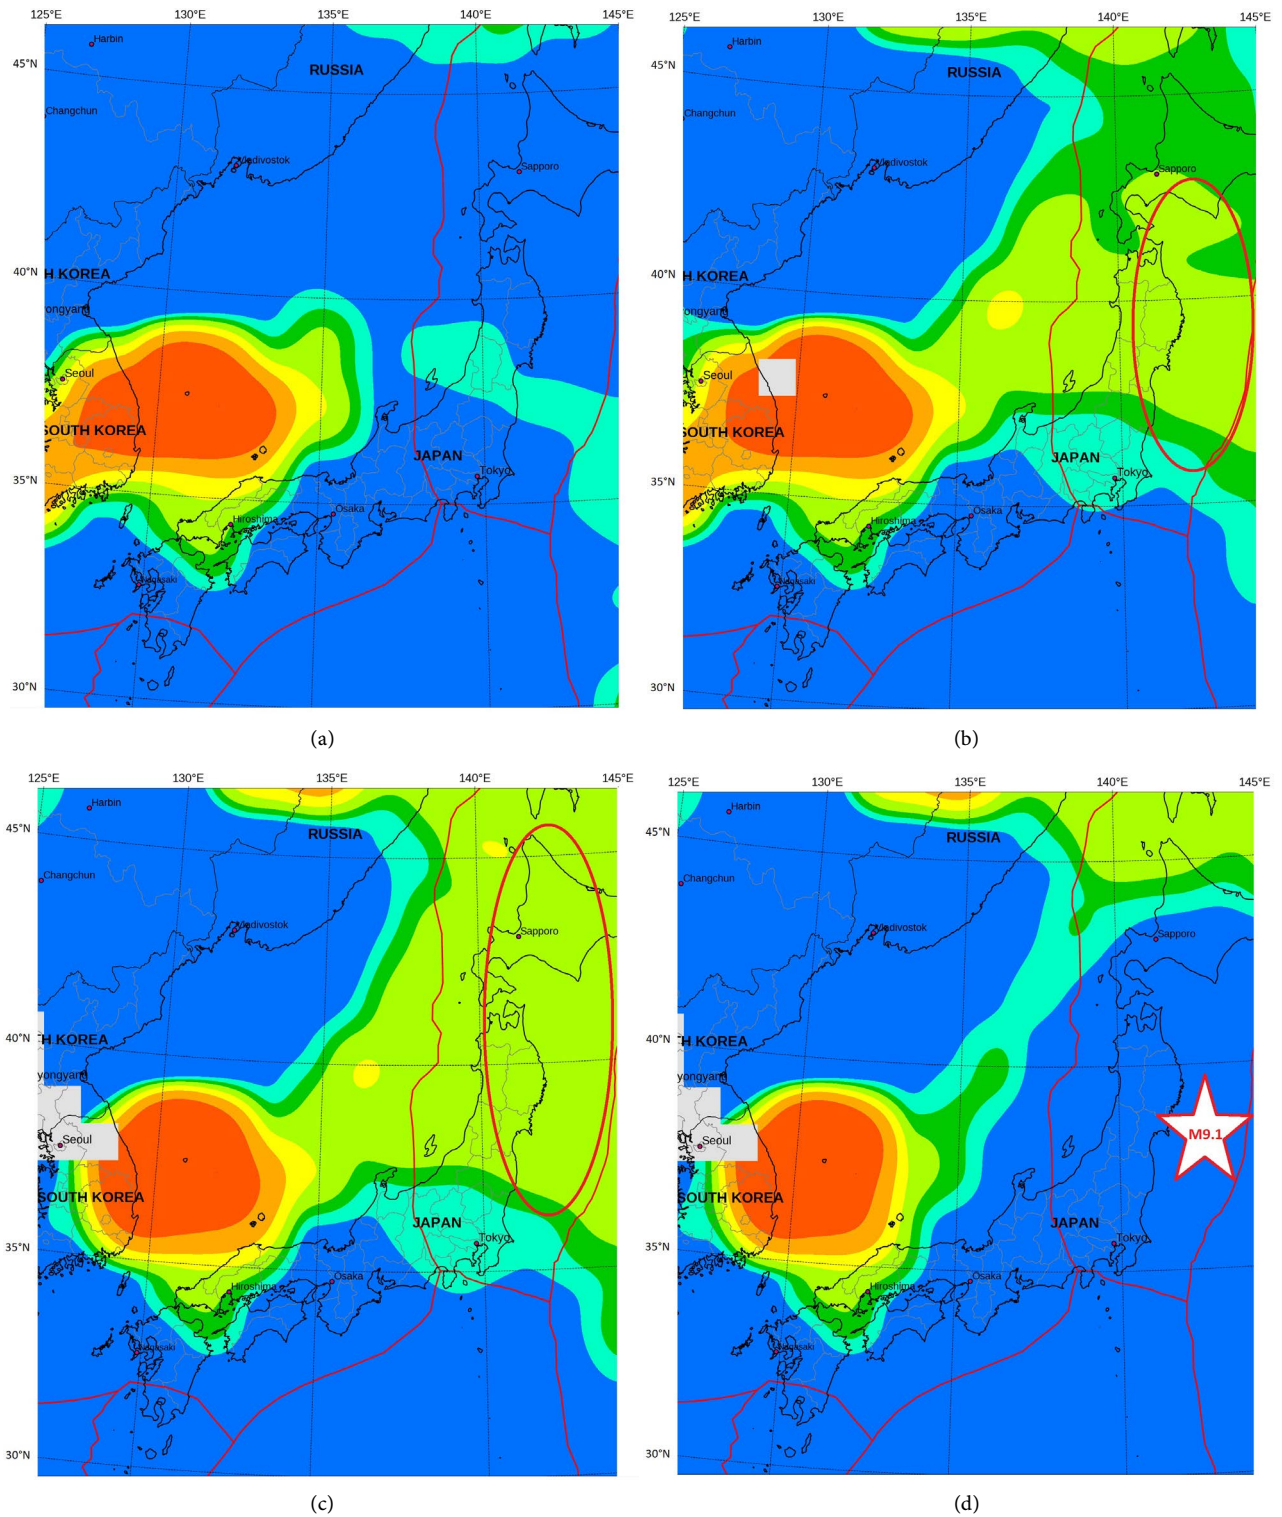 125°E 130°E 135°E 140°E 145°E
45°N
40°N
35°N
30°N
Harbin
RUSSIA
Changchun
Vladivostok
Sapporo
H KOREA
yongyang
Seoul
SOUTH KOREA
JAPAN
Tokyo
Hiroshima
Osaka
Nagasaki
(a)
125°E 130°E 135°E 140°E 145°E
45°N
40°N
35°N
30°N
Harbin
RUSSIA
Changchun
Vladivostok
Sapporo
H KOREA
ongyang
Seoul
SOUTH KOREA
JAPAN
Tokyo
Hiroshima
Osaka
Nagasaki
(b)
125°E 130°E 135°E 140°E 145°E
45°N
40°N
35°N
30°N
Harbin
RUSSIA
Changchun
Vladivostok
Sapporo
TH KOREA
yongyang
Seoul
SOUTH KOREA
JAPAN
Tokyo
Hiroshima
Osaka
Nagasaki
(c)
125°E 130°E 135°E 140°E 145°E
45°N
40°N
35°N
30°N
Harbin
RUSSIA
Changchun
Vladivostok
Sapporo
H KOREA
yongyang
M9.1
Seoul
SOUTH KOREA
JAPAN
Tokyo
Hiroshima
Osaka
Nagasaki
(d)